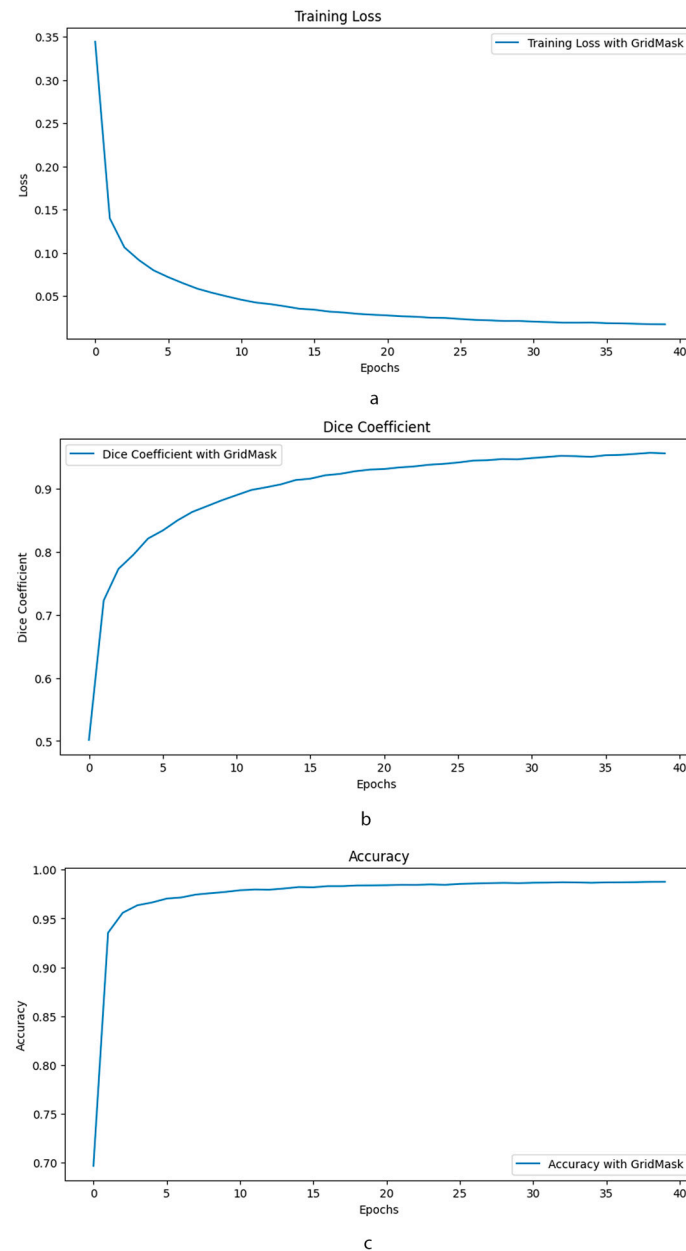 Training Loss
Training Loss with GridMask
0.35
0.30
0.25
0.20
0.15
0.10
0.05
Loss
0 5 10 15 20 25 30 35 40
Epochs
a
Dice Coefficient
Dice Coefficient with GridMask
0.9
0.8
0.7
0.6
0.5
Dice Coefficient
0 5 10 15 20 25 30 35 40
Epochs
b
Accuracy
1.00
0.95
0.90
0.85
0.80
0.75
0.70
Accuracy
Accuracy with GridMask
0 5 10 15 20 25 30 35 40
Epochs
c